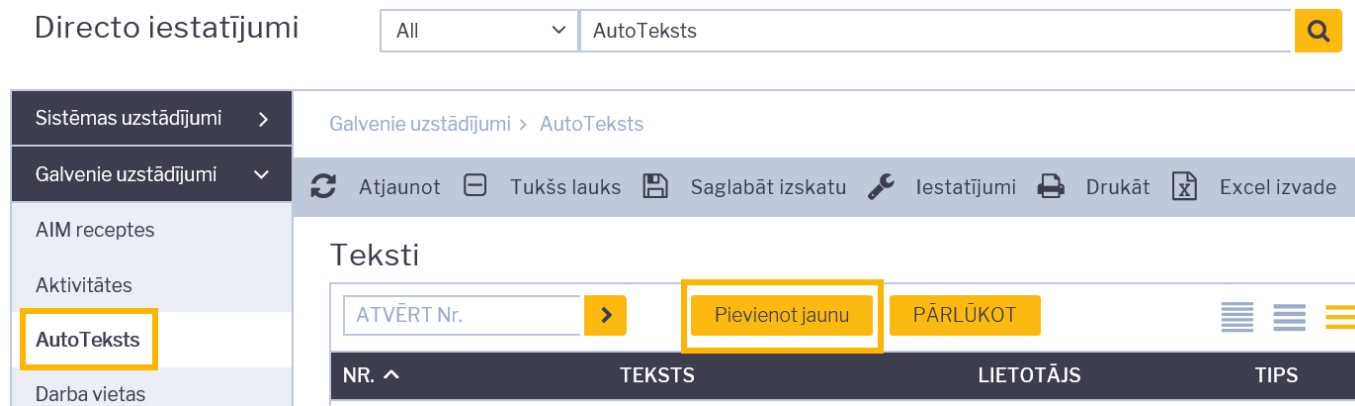 Directo iestatījumi
All
AutoTeksts
Sistēmas uzstādījumi
Galvenie uzstādījumi > AutoTeksts
Galvenie uzstādījumi
Atjaunot Tukšs lauks Saglabāt izskatu Iestatījumi Drukāt Excel izvade
AIM receptes
Aktivitātes
AutoTeksts
Darba vietas
Teksti
ATVĒRT Nr. Pievienot jaunu PĀRLŪKOT
NR. TEKSTS LIETOTĀJS TIPS